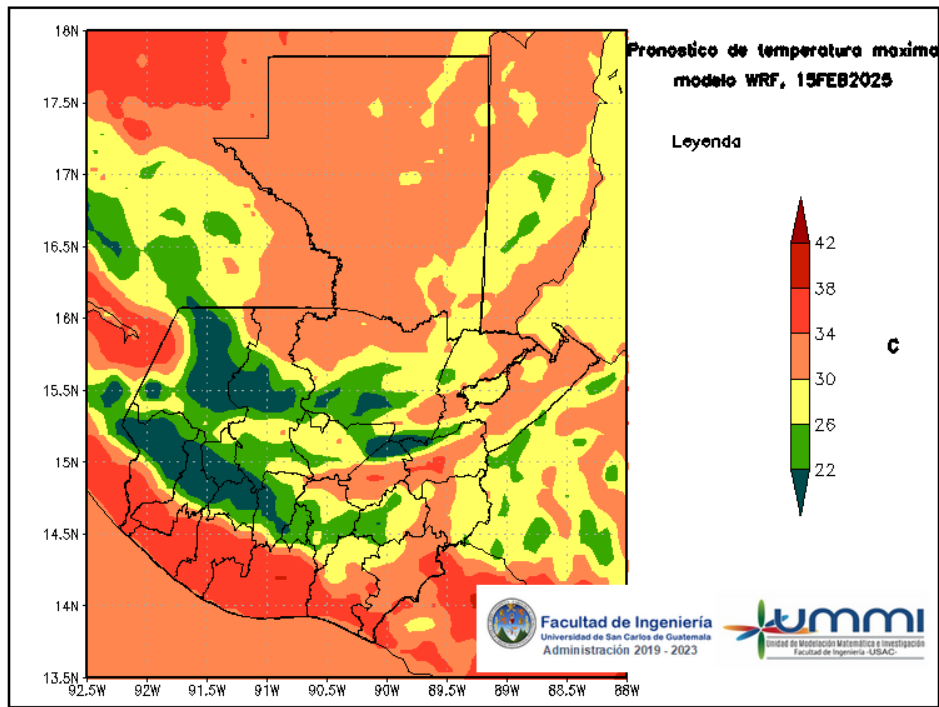 Pronostico de temperatura maxima
modelo WRF, 15FEB2025
Leyenda
42
38
34
30
26
22
C
18N
17.5N
17N
16.5N
16N
15.5N
15N
14.5N
14N
13.5N
92.5W
92W
91.5W
91W
90.5W
90W
89.5W
89W
88.5W
88W
Facultad de Ingeniería
Universidad de San Carlos de Guatemala
Administración 2019 - 2023
UMMI
Unidad de Modelación Matemática e Investigación
Facultad de Ingeniería -USAC-